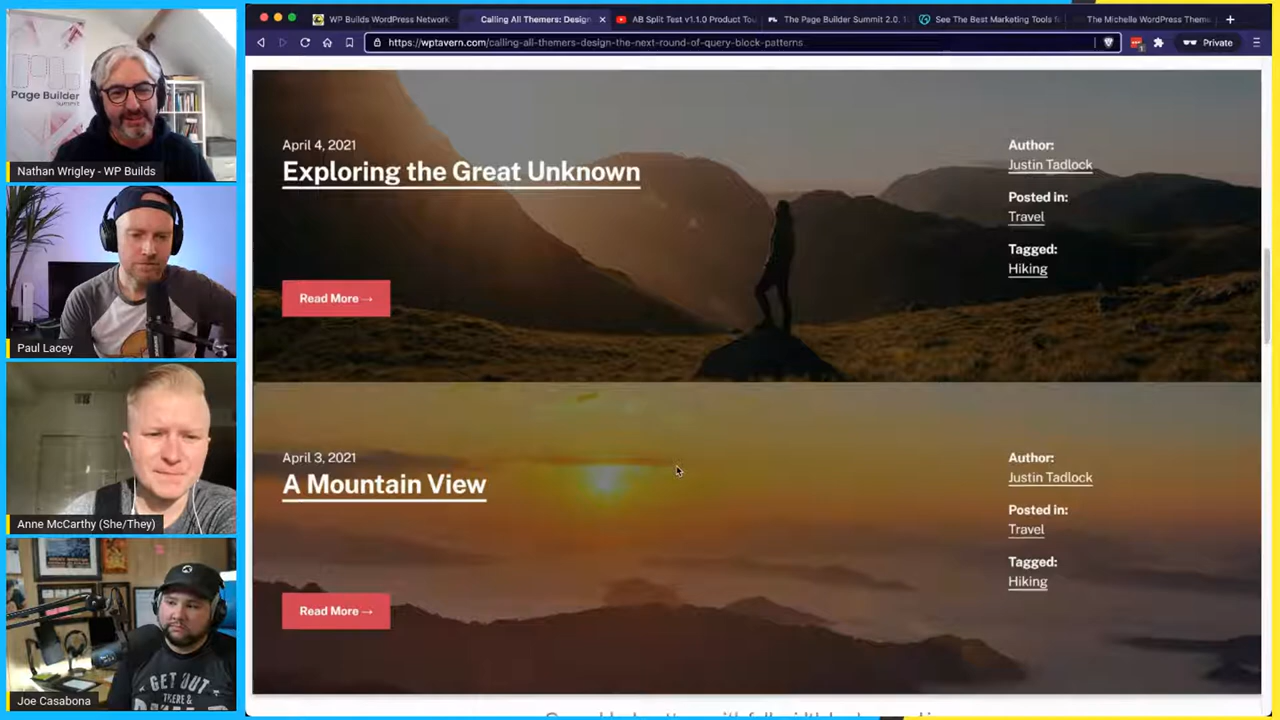 WP Builds WordPress Network
Calling All Themers: Design
AB Split Test v1.1.0 Product Tou
The Page Builder Summit 2.0, 1
See The Best Marketing Tools f
The Michelle WordPress Theme
https://wptavern.com/calling-all-themers-design-the-next-round-of-query-block-patterns
Private
Page Builder
Summit
Nathan Wrigley - WP Builds
Paul Lacey
Anne McCarthy (She/They)
GET OUT
THERE &
Joe Casabona
April 4, 2021
Exploring the Great Unknown
Read More →
Author:
Justin Tadlock
Posted in:
Travel
Tagged:
Hiking
April 3, 2021
A Mountain View
Read More →
Author:
Justin Tadlock
Posted in:
Travel
Tagged:
Hiking